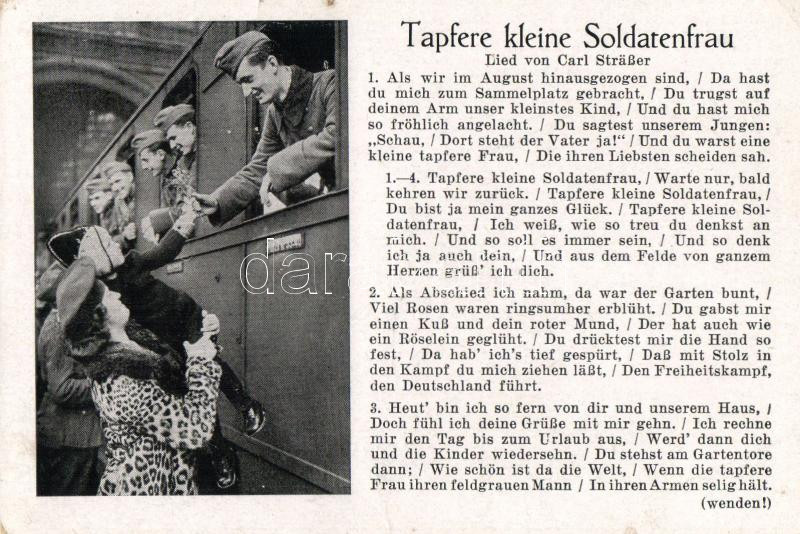 Tapfere kleine Soldatenfrau
Lied von Carl Sträßer
1. Als wir im August hinausgezogen sind, / Da hast
du mich zum Sammelplatz gebracht, / Du trugst auf
deinem Arm unser kleinstes Kind, / Und du hast mich
so fröhlich angelacht. / Du sagtest unserem Jungen:
„Schau, / Dort steht der Vater ja!“ / Und du warst eine
kleine tapfere Frau, / Die ihren Liebsten scheiden sah.
1.—4. Tapfere kleine Soldatenfrau, / Warte nur, bald
kehren wir zurück. / Tapfere kleine Soldatenfrau, /
Du bist ja mein ganzes Glück. / Tapfere kleine Sol-
datenfrau, / Ich weiß, wie so treu du denkst an
mich. / Und so soll es immer sein, / Und so denk
ich ja auch dein, / Und aus dem Felde von ganzem
Herzen grüß' ich dich.
2. Als Abschied ich nahm, da war der Garten bunt, /
Viel Rosen waren ringsumher erblüht. / Du gabst mir
einen Kuß und dein roter Mund, / Der hat auch wie
ein Röselein geglüht. / Du drücktest mir die Hand so
fest, / Da hab' ich's tief gespürt, / Daß mit Stolz in
den Kampf du mich ziehen läßt, / Den Freiheitskampf,
den Deutschland führt.
3. Heut' bin ich so fern von dir und unserem Haus, /
Doch fühl ich deine Grüße mit mir gehn. / Ich rechne
mir den Tag bis zum Urlaub aus, / Werd' dann dich
und die Kinder wiedersehn. / Du stehst am Gartentore
dann; / Wie schön ist da die Welt, / Wenn die tapfere
Frau ihren feldgrauen Mann / In ihren Armen selig hält.
(wenden!)